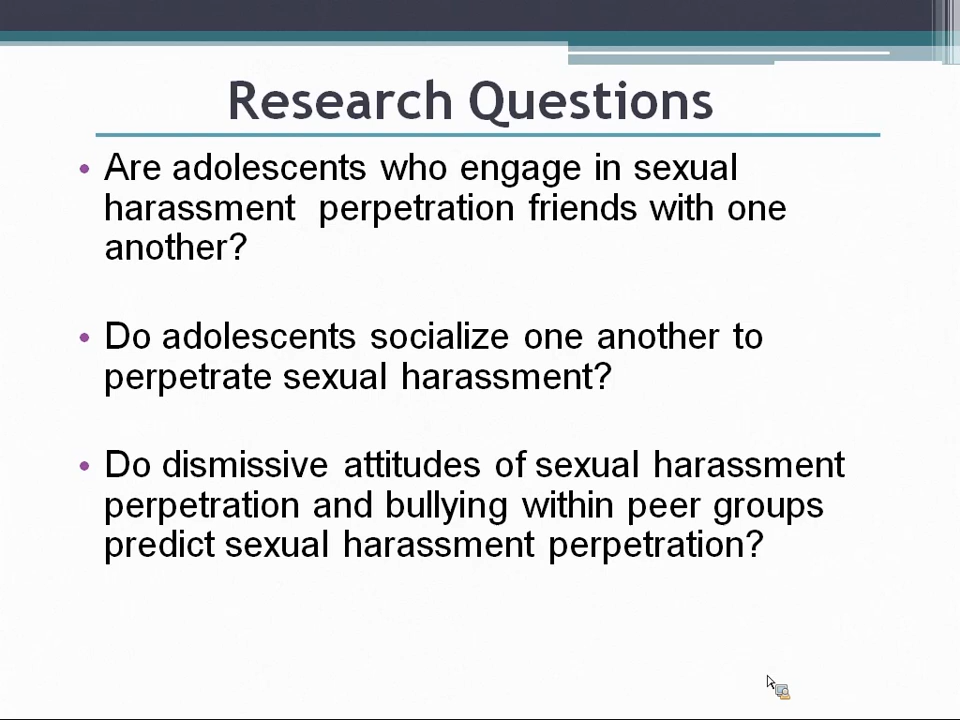 Research Questions
• Are adolescents who engage in sexual
harassment  perpetration friends with one
another?
• Do adolescents socialize one another to
perpetrate sexual harassment?
• Do dismissive attitudes of sexual harassment
perpetration and bullying within peer groups
predict sexual harassment perpetration?